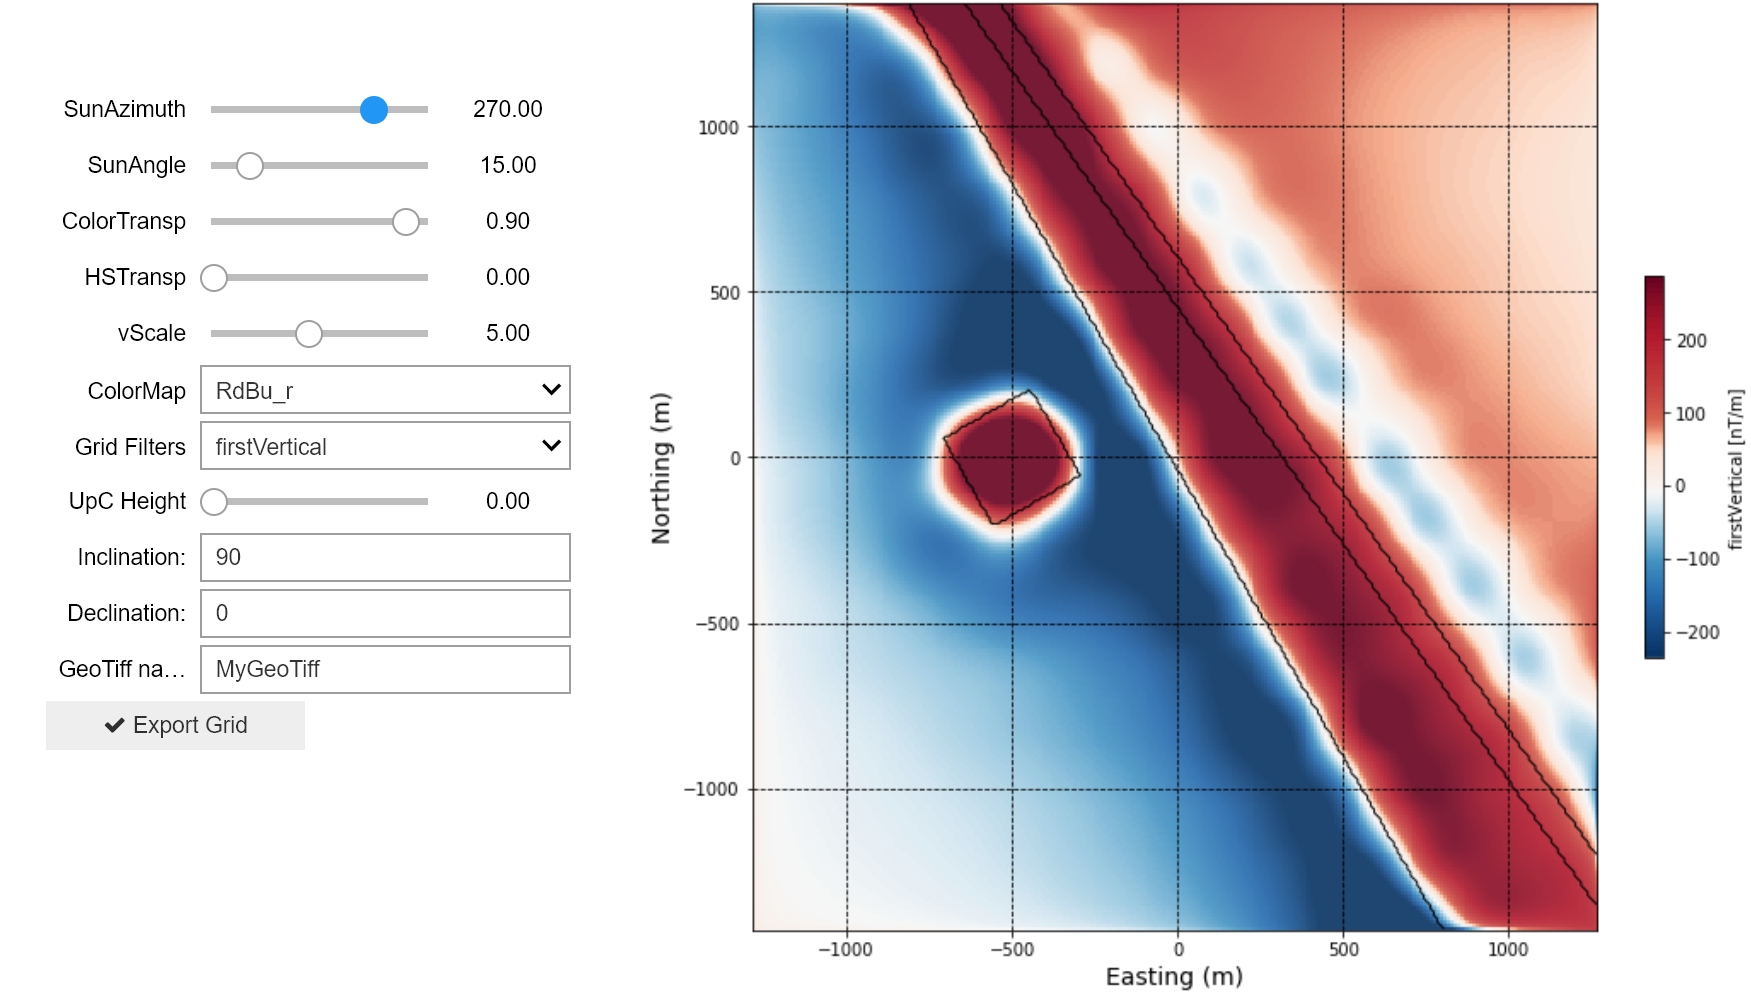 SunAzimuth 270.00
SunAngle 15.00
ColorTransp 0.90
HSTransp 0.00
vScale 5.00
ColorMap RdBu_r
Grid Filters firstVertical
UpC Height 0.00
Inclination: 90
Declination: 0
GeoTiff na… MyGeoTiff
Export Grid
Northing (m)
1000
500
0
−500
−1000
−1000 −500 0 500 1000
Easting (m)
200
100
0
−100
−200
firstVertical [nT/m]